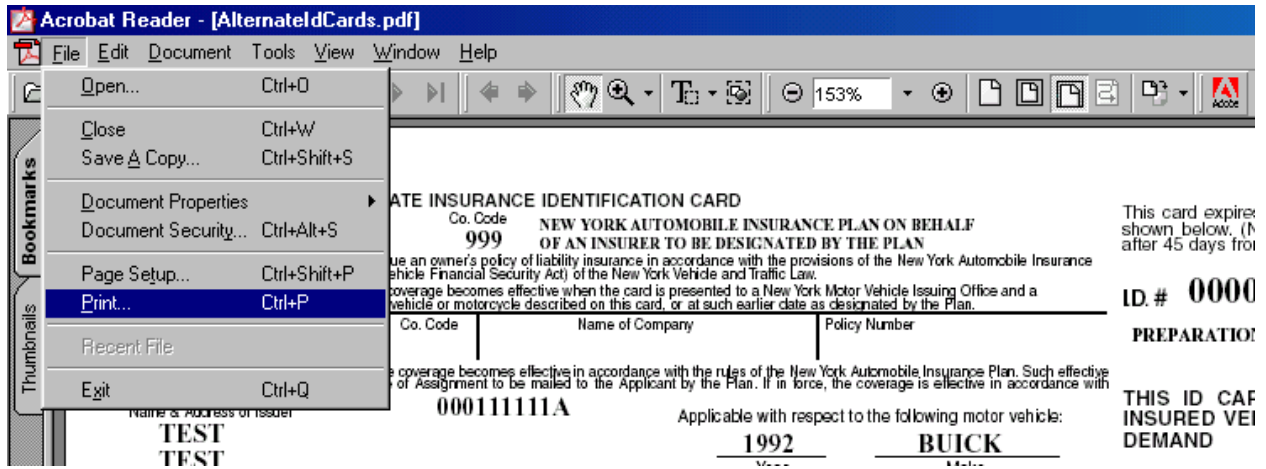 Acrobat Reader - [AlternateIdCards.pdf]
File Edit Document Tools View Window Help
153%
Adobe
Open... Ctrl+O
Close Ctrl+W
Save A Copy... Ctrl+Shift+S
Document Properties
Document Security... Ctrl+Alt+S
Page Setup... Ctrl+Shift+P
Print... Ctrl+P
Recent File
Exit Ctrl+Q
Bookmarks
Thumbnails
ATE INSURANCE IDENTIFICATION CARD
Co. Code
999
NEW YORK AUTOMOBILE INSURANCE PLAN ON BEHALF
OF AN INSURER TO BE DESIGNATED BY THE PLAN
ue an owner's policy of liability insurance in accordance with the provisions of the New York Automobile Insurance
ehicle Financial Security Act) of the New York Vehicle and Traffic Law.
coverage becomes effective when the card is presented to a New York Motor Vehicle Issuing Office and a
vehicle or motorcycle described on this card, or at such earlier date as designated by the Plan.
Co. Code Name of Company Policy Number
coverage becomes effective in accordance with the rules of the New York Automobile Insurance Plan. Such effective
of Assignment to be mailed to the Applicant by the Plan. If in force, the coverage is effective in accordance with
000111111A
Name & Address of Issuer
TEST
TEST
Applicable with respect to the following motor vehicle:
1992 BUICK
Year Make
This card expires
shown below. (N
after 45 days from
I.D. # 0000
PREPARATION
THIS ID CAR
INSURED VEH
DEMAND